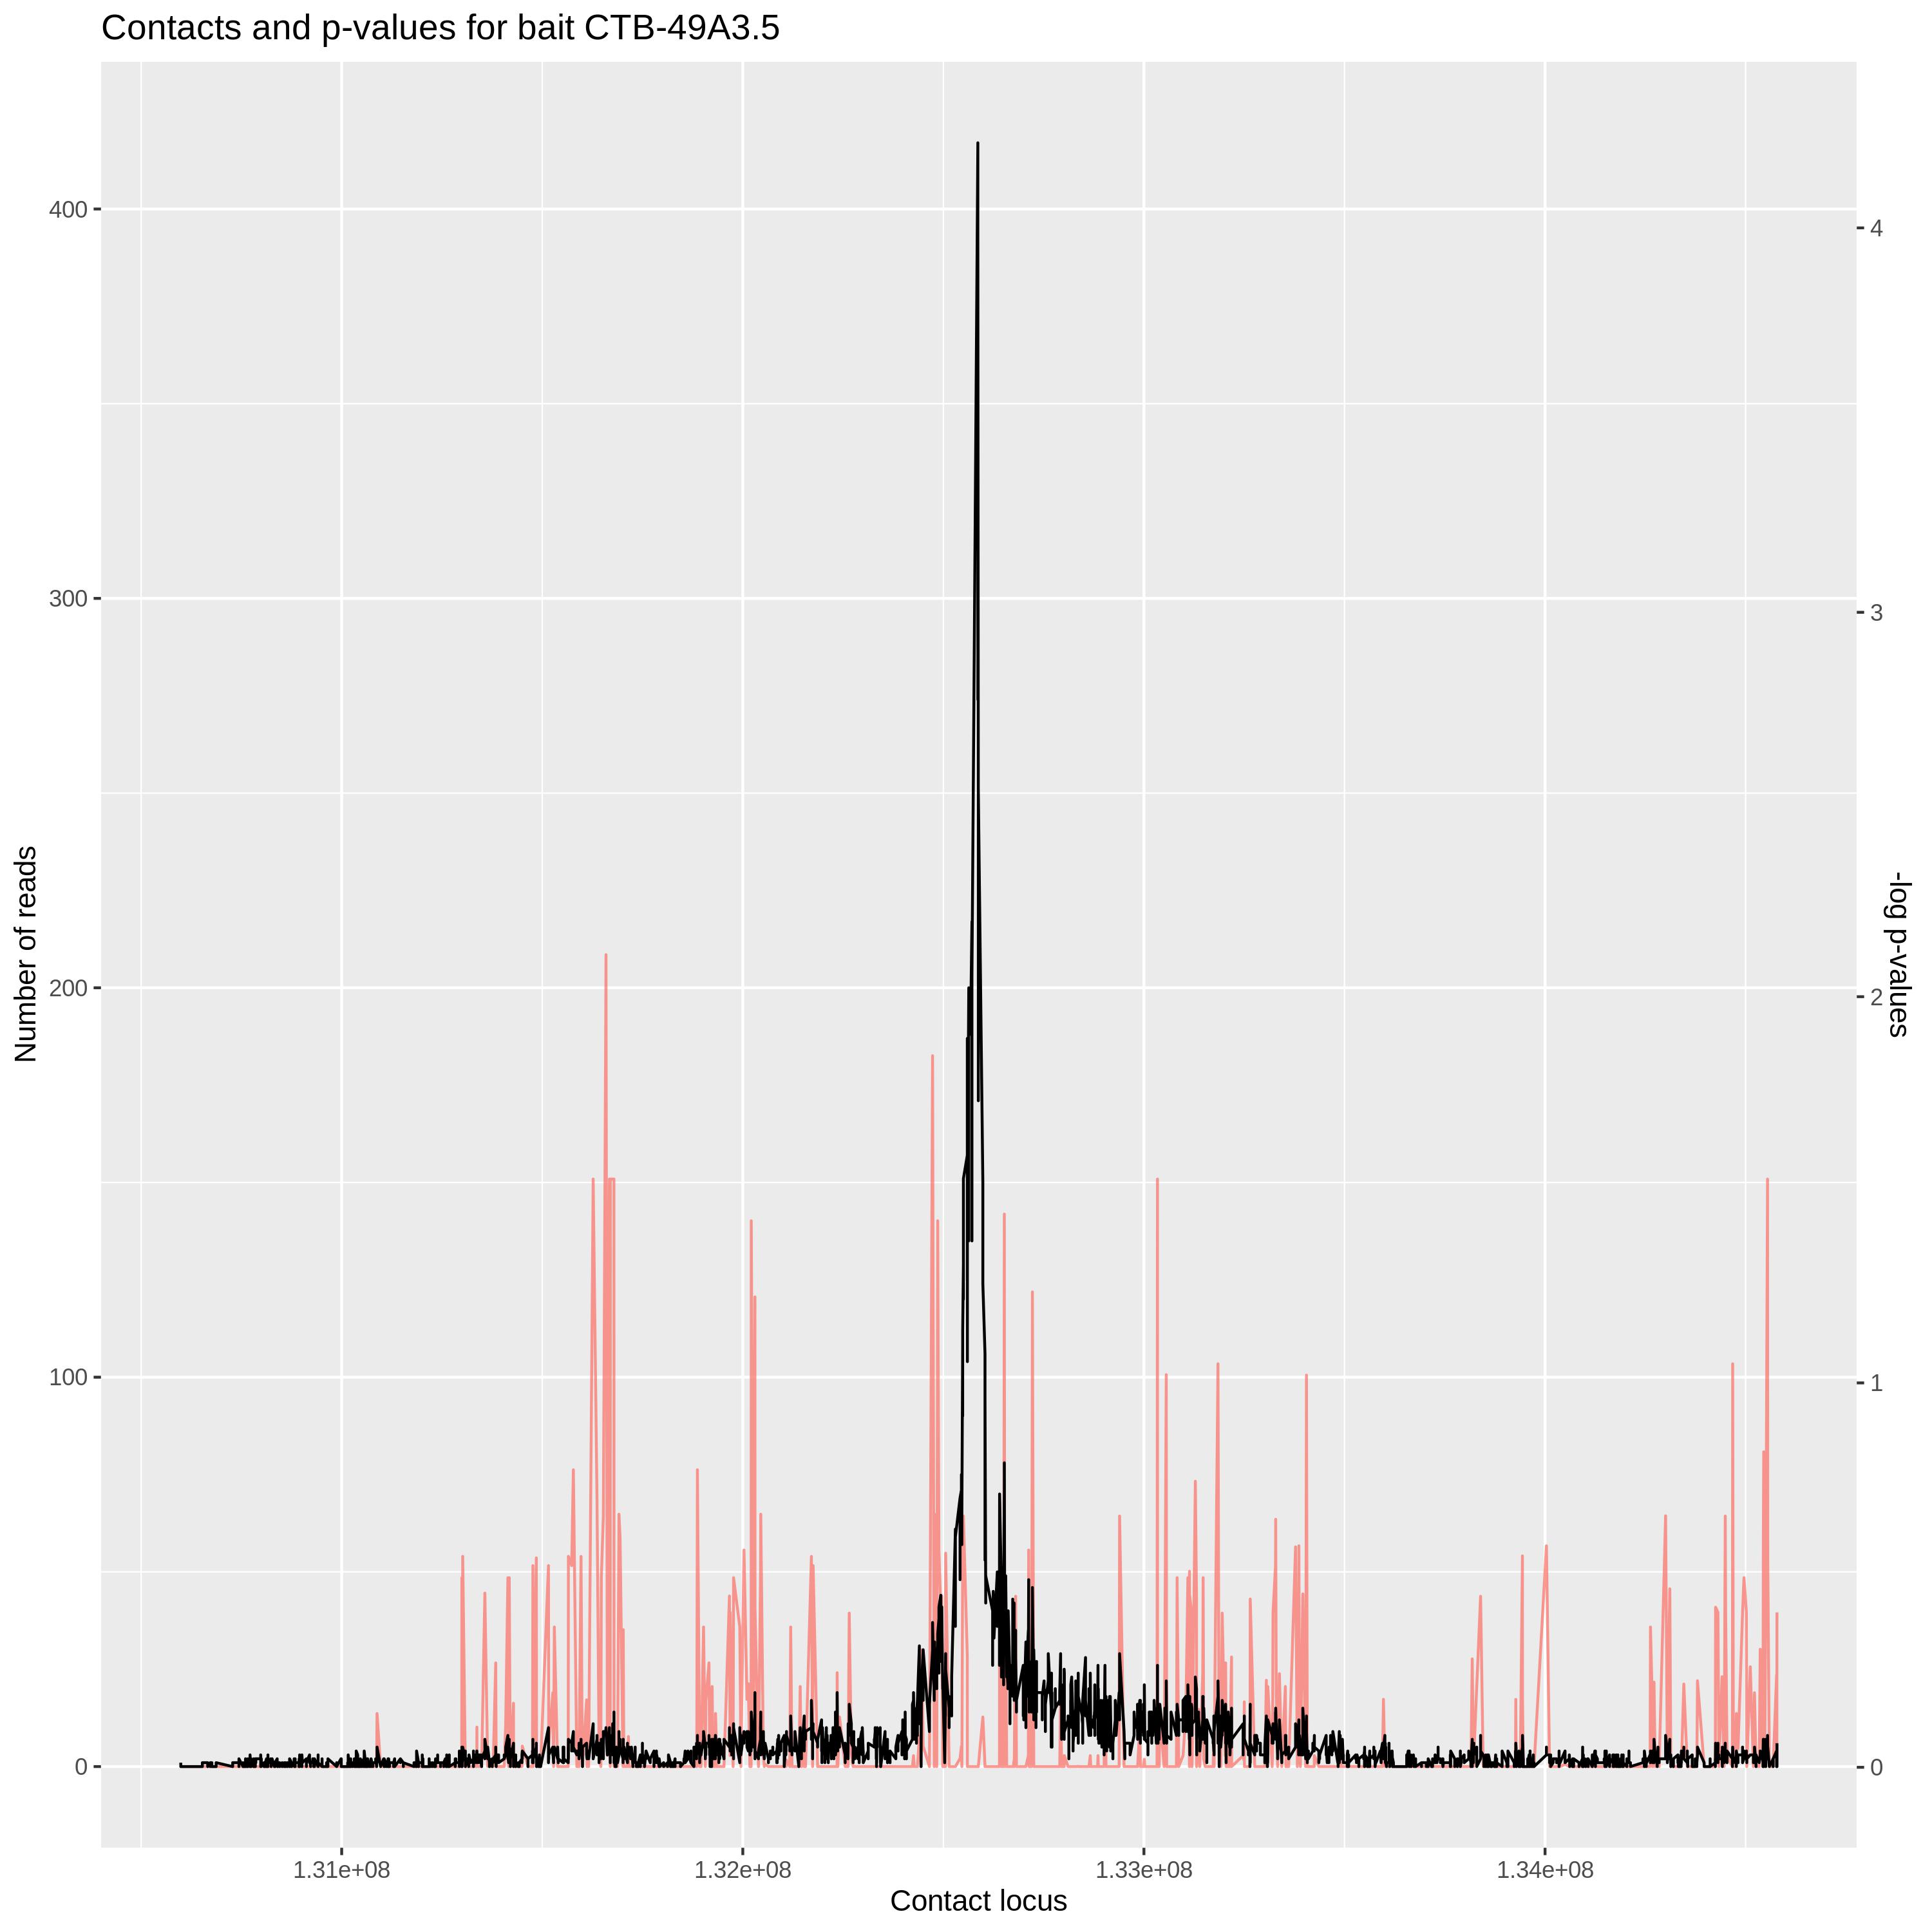 Contacts and p-values for bait CTB-49A3.5
400
300
200
100
0
Number of reads
4
3
2
1
0
-log p-values
1.31e+08 1.32e+08 1.33e+08 1.34e+08
Contact locus